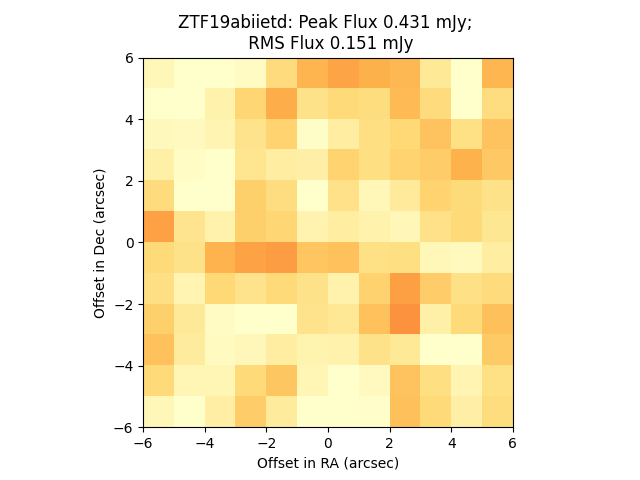 ZTF19abiietd: Peak Flux 0.431 mJy;
RMS Flux 0.151 mJy
6
4
2
0
−2
−4
−6
Offset in Dec (arcsec)
−6 −4 −2 0 2 4 6
Offset in RA (arcsec)